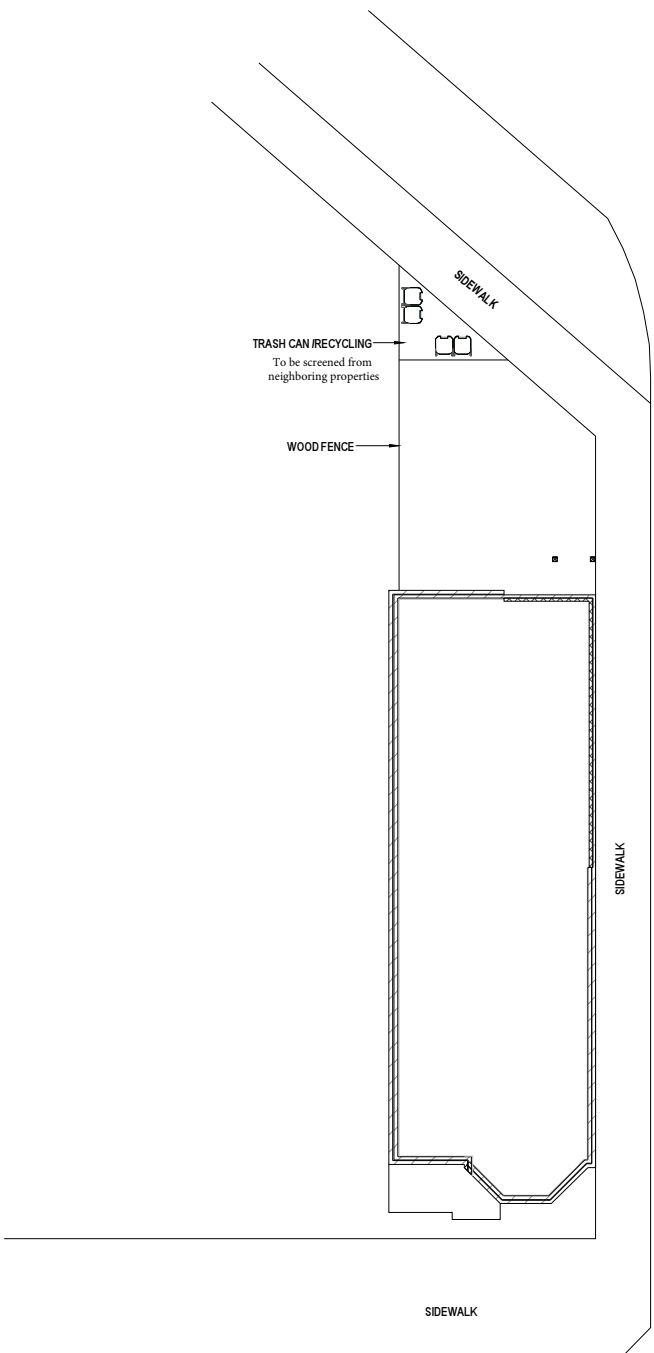 SIDEWALK
TRASH CAN /RECYCLING
To be screened from
neighboring properties
WOOD FENCE
SIDEWALK
SIDEWALK